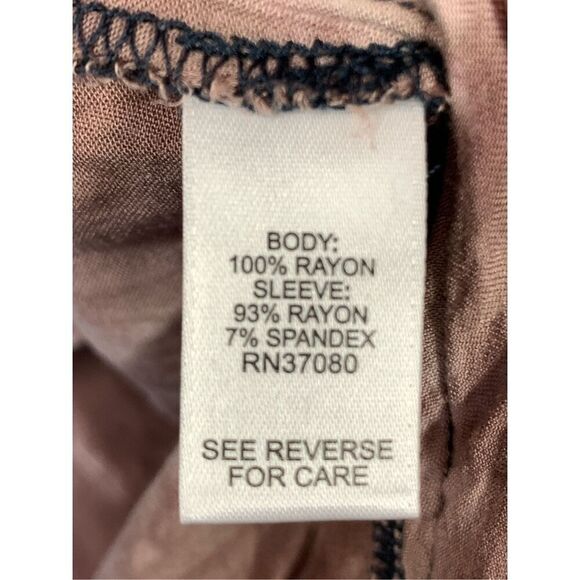 BODY:
100% RAYON
SLEEVE:
93% RAYON
7% SPANDEX
RN37080
SEE REVERSE
FOR CARE